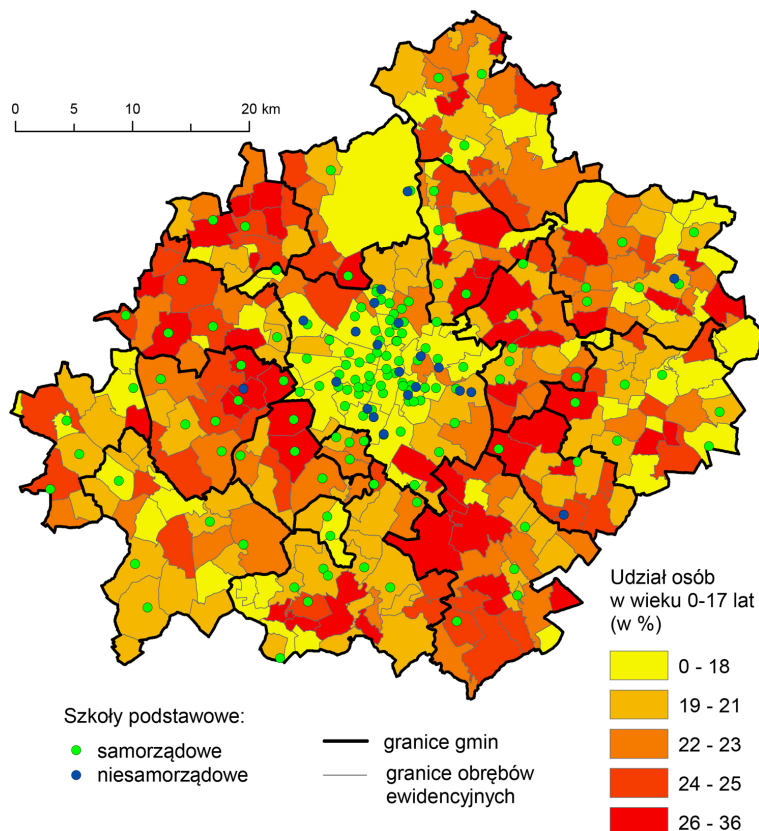 0 5 10 20 km
Udział osób
w wieku 0-17 lat
(w %)
0 - 18
19 - 21
22 - 23
24 - 25
26 - 36
Szkoły podstawowe:
samorządowe
niesamorządowe
granice gmin
granice obrębów
ewidencyjnych